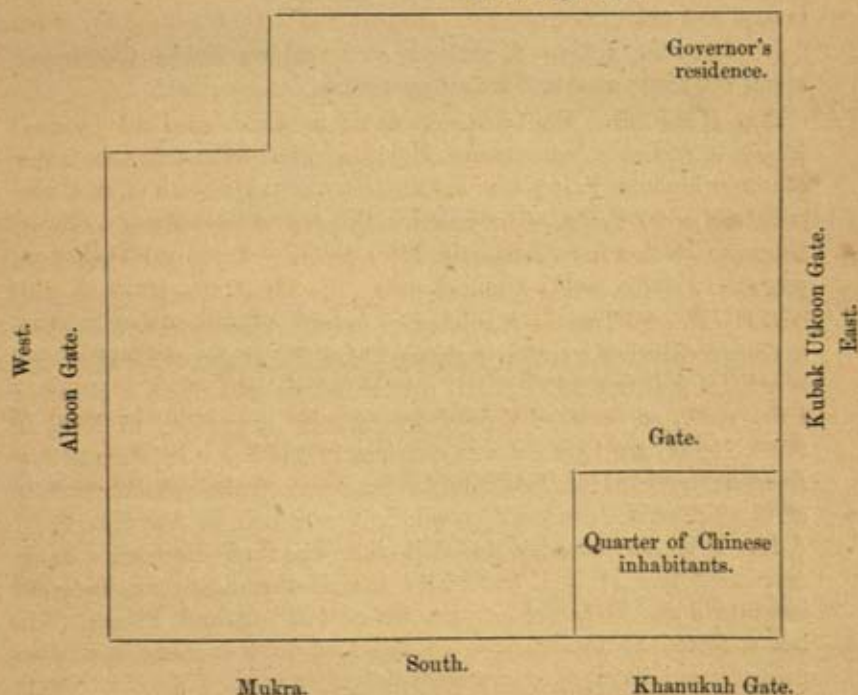 Governor's
residence.
West.
Altoon Gate.
Kubak Utkoon Gate.
East.
Gate.
Quarter of Chinese
inhabitants.
South.
Mukra.
Khanukuh Gate.